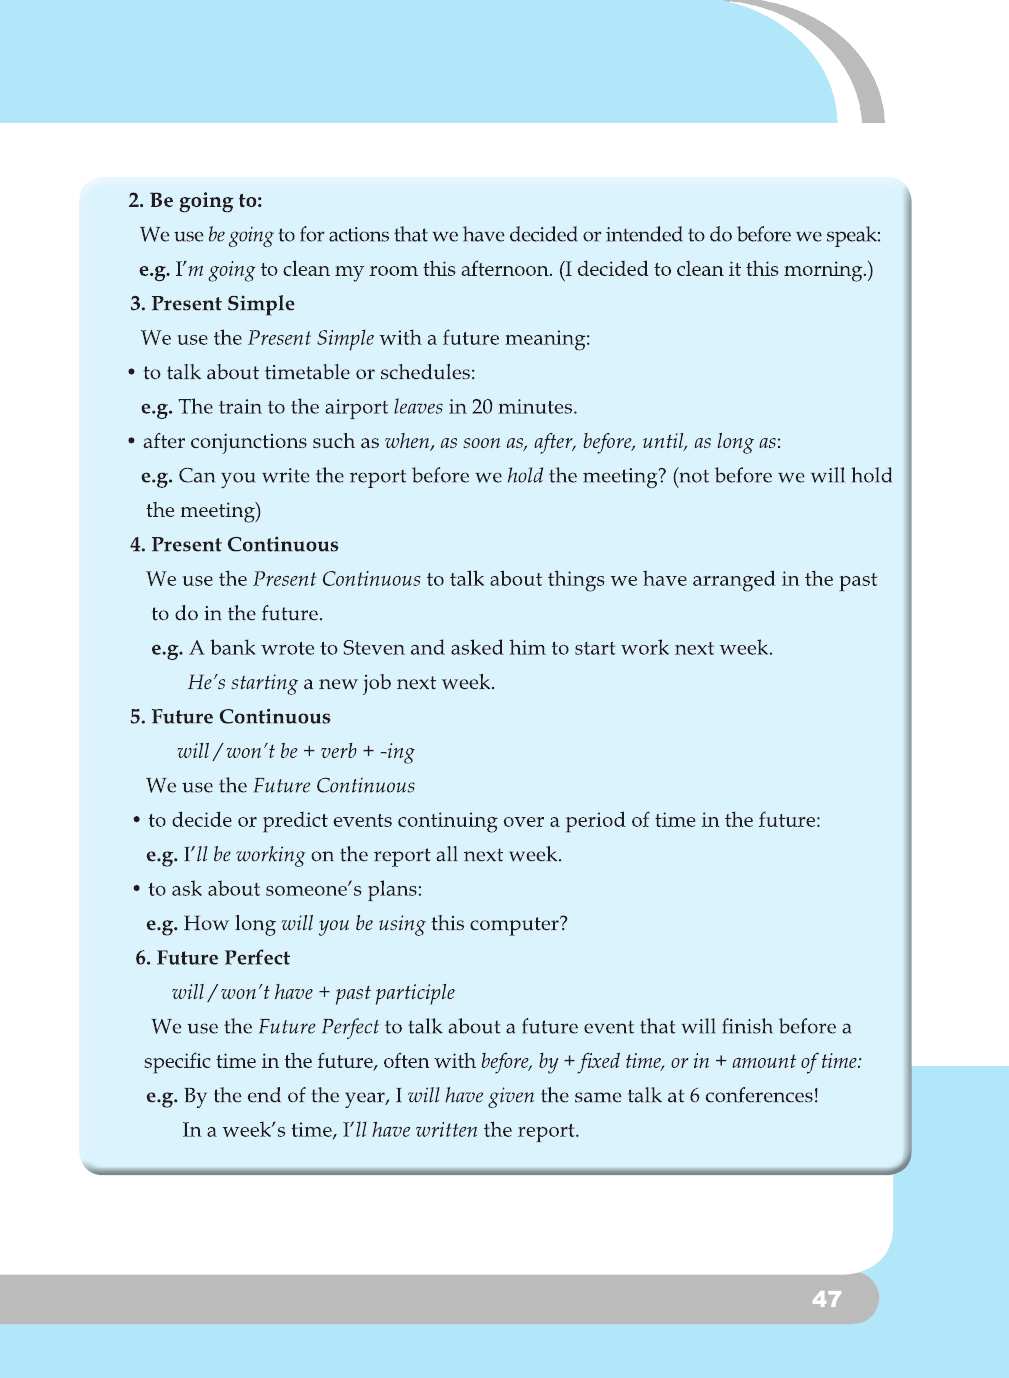 2. Be going to:
We use be going to for actions that we have decided or intended to do before we speak:
e.g. I’m going to clean my room this afternoon. (I decided to clean it this morning.)
3. Present Simple
We use the Present Simple with a future meaning:
• to talk about timetable or schedules:
e.g. The train to the airport leaves in 20 minutes.
• after conjunctions such as when, as soon as, after, before, until, as long as:
e.g. Can you write the report before we hold the meeting? (not before we will hold
the meeting)
4. Present Continuous
We use the Present Continuous to talk about things we have arranged in the past
to do in the future.
e.g. A bank wrote to Steven and asked him to start work next week.
He’s starting a new job next week.
5. Future Continuous
will / won’t be + verb + -ing
We use the Future Continuous
• to decide or predict events continuing over a period of time in the future:
e.g. I’ll be working on the report all next week.
• to ask about someone’s plans:
e.g. How long will you be using this computer?
6. Future Perfect
will / won’t have + past participle
We use the Future Perfect to talk about a future event that will finish before a
specific time in the future, often with before, by + fixed time, or in + amount of time:
e.g. By the end of the year, I will have given the same talk at 6 conferences!
In a week’s time, I’ll have written the report.
47